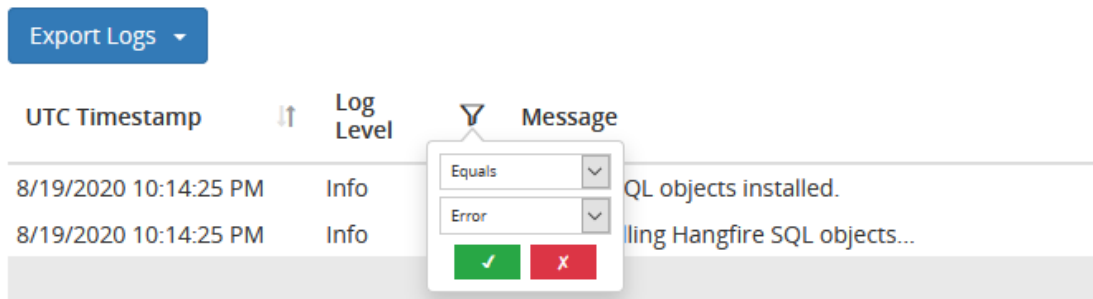 Export Logs
UTC Timestamp
Log
Level
Message
Equals
8/19/2020 10:14:25 PM Info QL objects installed.
Error
8/19/2020 10:14:25 PM Info lling Hangfire SQL objects...